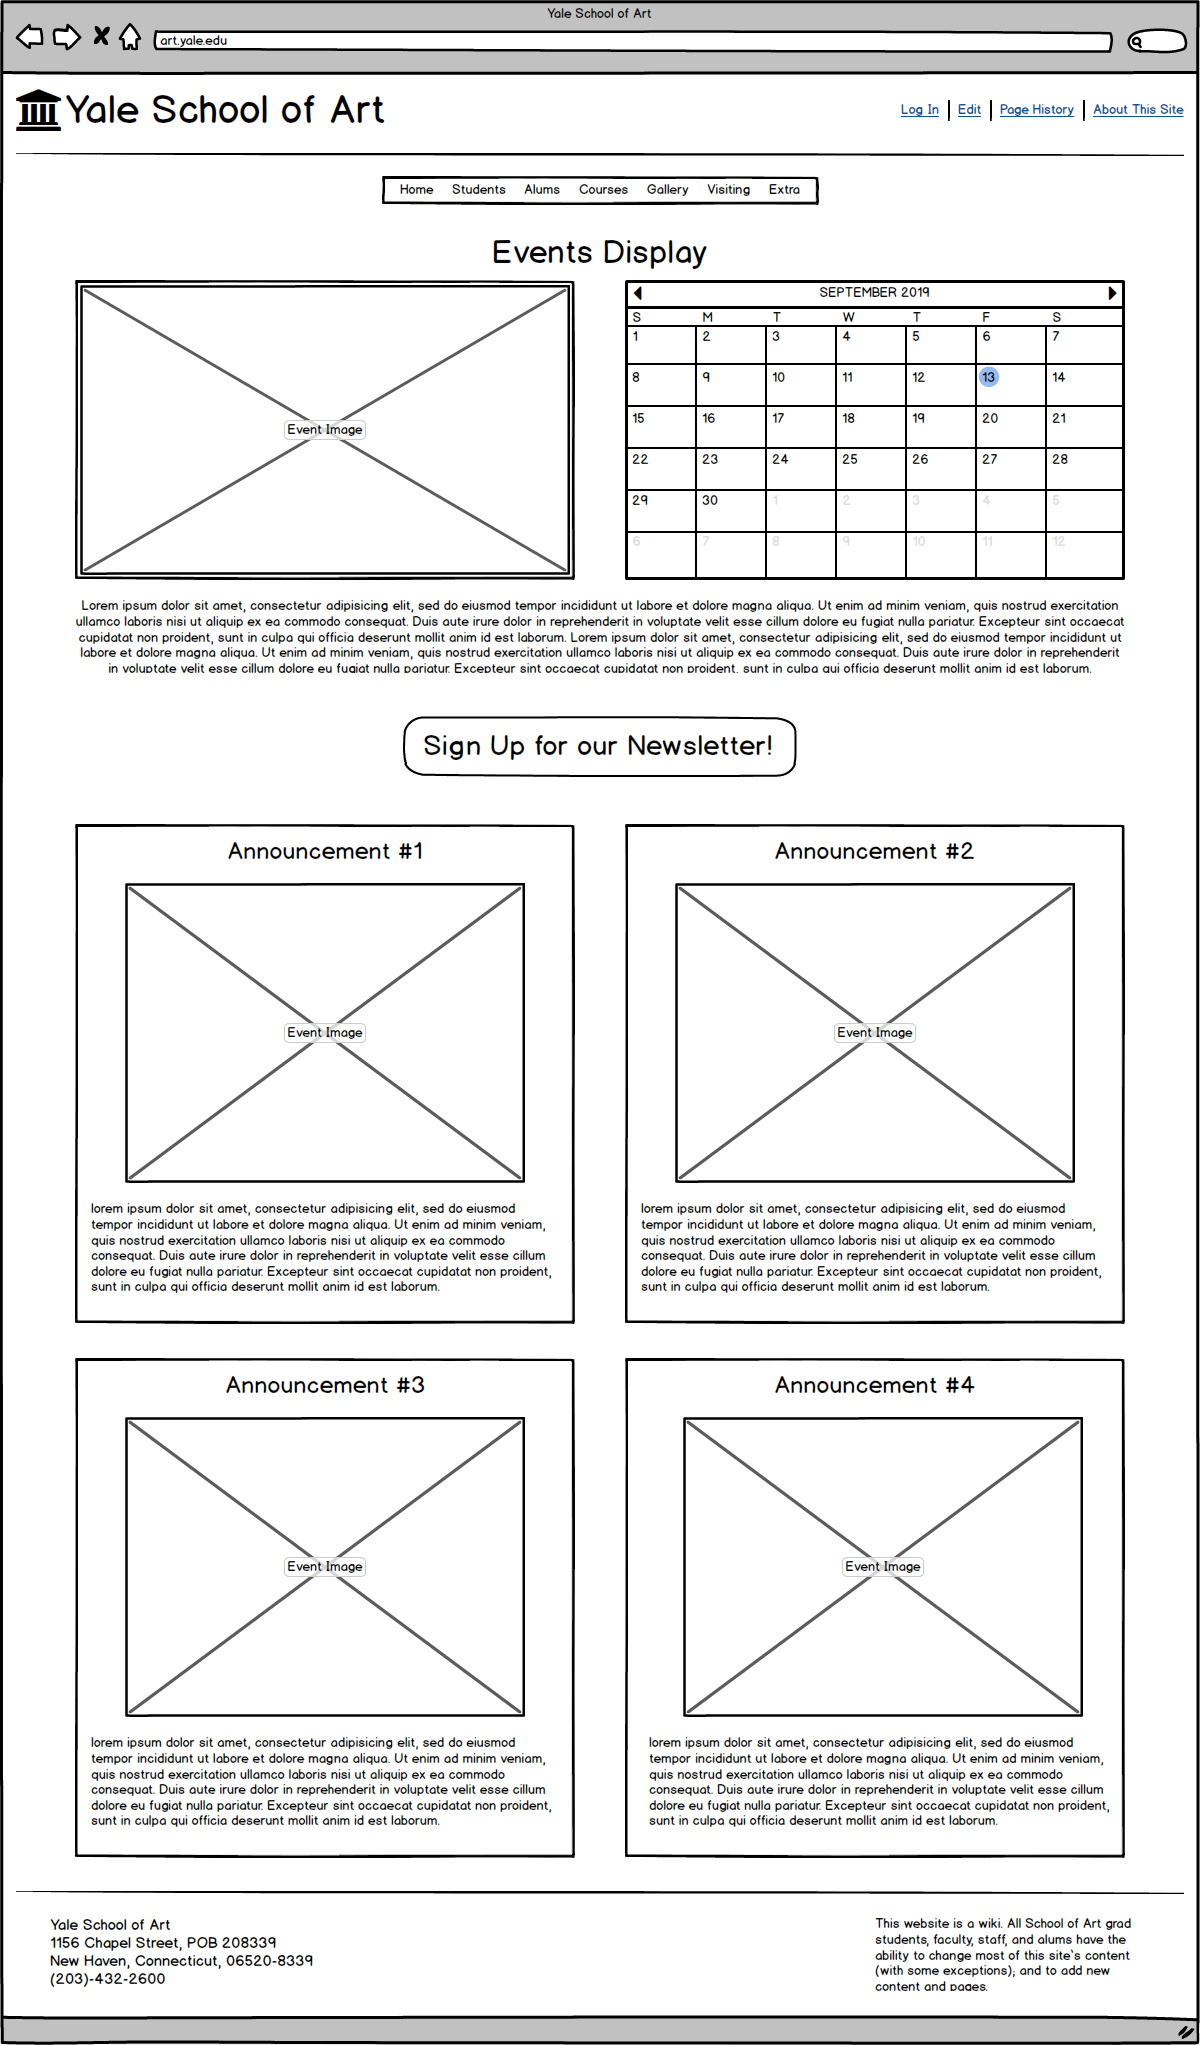 Yale School of Art
art.yale.edu
Yale School of Art
Log In Edit Page History About This Site
Home Students Alums Courses Gallery Visiting Extra
Events Display
Event Image
SEPTEMBER 2019
S M T W T F S
1 2 3 4 5 6 7
8 9 10 11 12 13 14
15 16 17 18 19 20 21
22 23 24 25 26 27 28
29 30 1 2 3 4 5
6 7 8 9 10 11 12
Lorem ipsum dolor sit amet, consectetur adipisicing elit, sed do eiusmod tempor incididunt ut labore et dolore magna aliqua. Ut enim ad minim veniam, quis nostrud exercitation
ullamco laboris nisi ut aliquip ex ea commodo consequat. Duis aute irure dolor in reprehenderit in voluptate velit esse cillum dolore eu fugiat nulla pariatur. Excepteur sint occaecat
cupidatat non proident, sunt in culpa qui officia deserunt mollit anim id est laborum. Lorem ipsum dolor sit amet, consectetur adipisicing elit, sed do eiusmod tempor incididunt ut
labore et dolore magna aliqua. Ut enim ad minim veniam, quis nostrud exercitation ullamco laboris nisi ut aliquip ex ea commodo consequat. Duis aute irure dolor in reprehenderit
in voluptate velit esse cillum dolore eu fugiat nulla pariatur. Excepteur sint occaecat cupidatat non proident, sunt in culpa qui officia deserunt mollit anim id est laborum.
Sign Up for our Newsletter!
Announcement #1
Event Image
lorem ipsum dolor sit amet, consectetur adipisicing elit, sed do eiusmod
tempor incididunt ut labore et dolore magna aliqua. Ut enim ad minim veniam,
quis nostrud exercitation ullamco laboris nisi ut aliquip ex ea commodo
consequat. Duis aute irure dolor in reprehenderit in voluptate velit esse cillum
dolore eu fugiat nulla pariatur. Excepteur sint occaecat cupidatat non proident,
sunt in culpa qui officia deserunt mollit anim id est laborum.
Announcement #2
Event Image
lorem ipsum dolor sit amet, consectetur adipisicing elit, sed do eiusmod
tempor incididunt ut labore et dolore magna aliqua. Ut enim ad minim veniam,
quis nostrud exercitation ullamco laboris nisi ut aliquip ex ea commodo
consequat. Duis aute irure dolor in reprehenderit in voluptate velit esse cillum
dolore eu fugiat nulla pariatur. Excepteur sint occaecat cupidatat non proident,
sunt in culpa qui officia deserunt mollit anim id est laborum.
Announcement #3
Event Image
lorem ipsum dolor sit amet, consectetur adipisicing elit, sed do eiusmod
tempor incididunt ut labore et dolore magna aliqua. Ut enim ad minim veniam,
quis nostrud exercitation ullamco laboris nisi ut aliquip ex ea commodo
consequat. Duis aute irure dolor in reprehenderit in voluptate velit esse cillum
dolore eu fugiat nulla pariatur. Excepteur sint occaecat cupidatat non proident,
sunt in culpa qui officia deserunt mollit anim id est laborum.
Announcement #4
Event Image
lorem ipsum dolor sit amet, consectetur adipisicing elit, sed do eiusmod
tempor incididunt ut labore et dolore magna aliqua. Ut enim ad minim veniam,
quis nostrud exercitation ullamco laboris nisi ut aliquip ex ea commodo
consequat. Duis aute irure dolor in reprehenderit in voluptate velit esse cillum
dolore eu fugiat nulla pariatur. Excepteur sint occaecat cupidatat non proident,
sunt in culpa qui officia deserunt mollit anim id est laborum.
Yale School of Art
1156 Chapel Street, POB 208339
New Haven, Connecticut, 06520-8339
(203)-432-2600
This website is a wiki. All School of Art grad
students, faculty, staff, and alums have the
ability to change most of this site`s content
(with some exceptions); and to add new
content and pages.